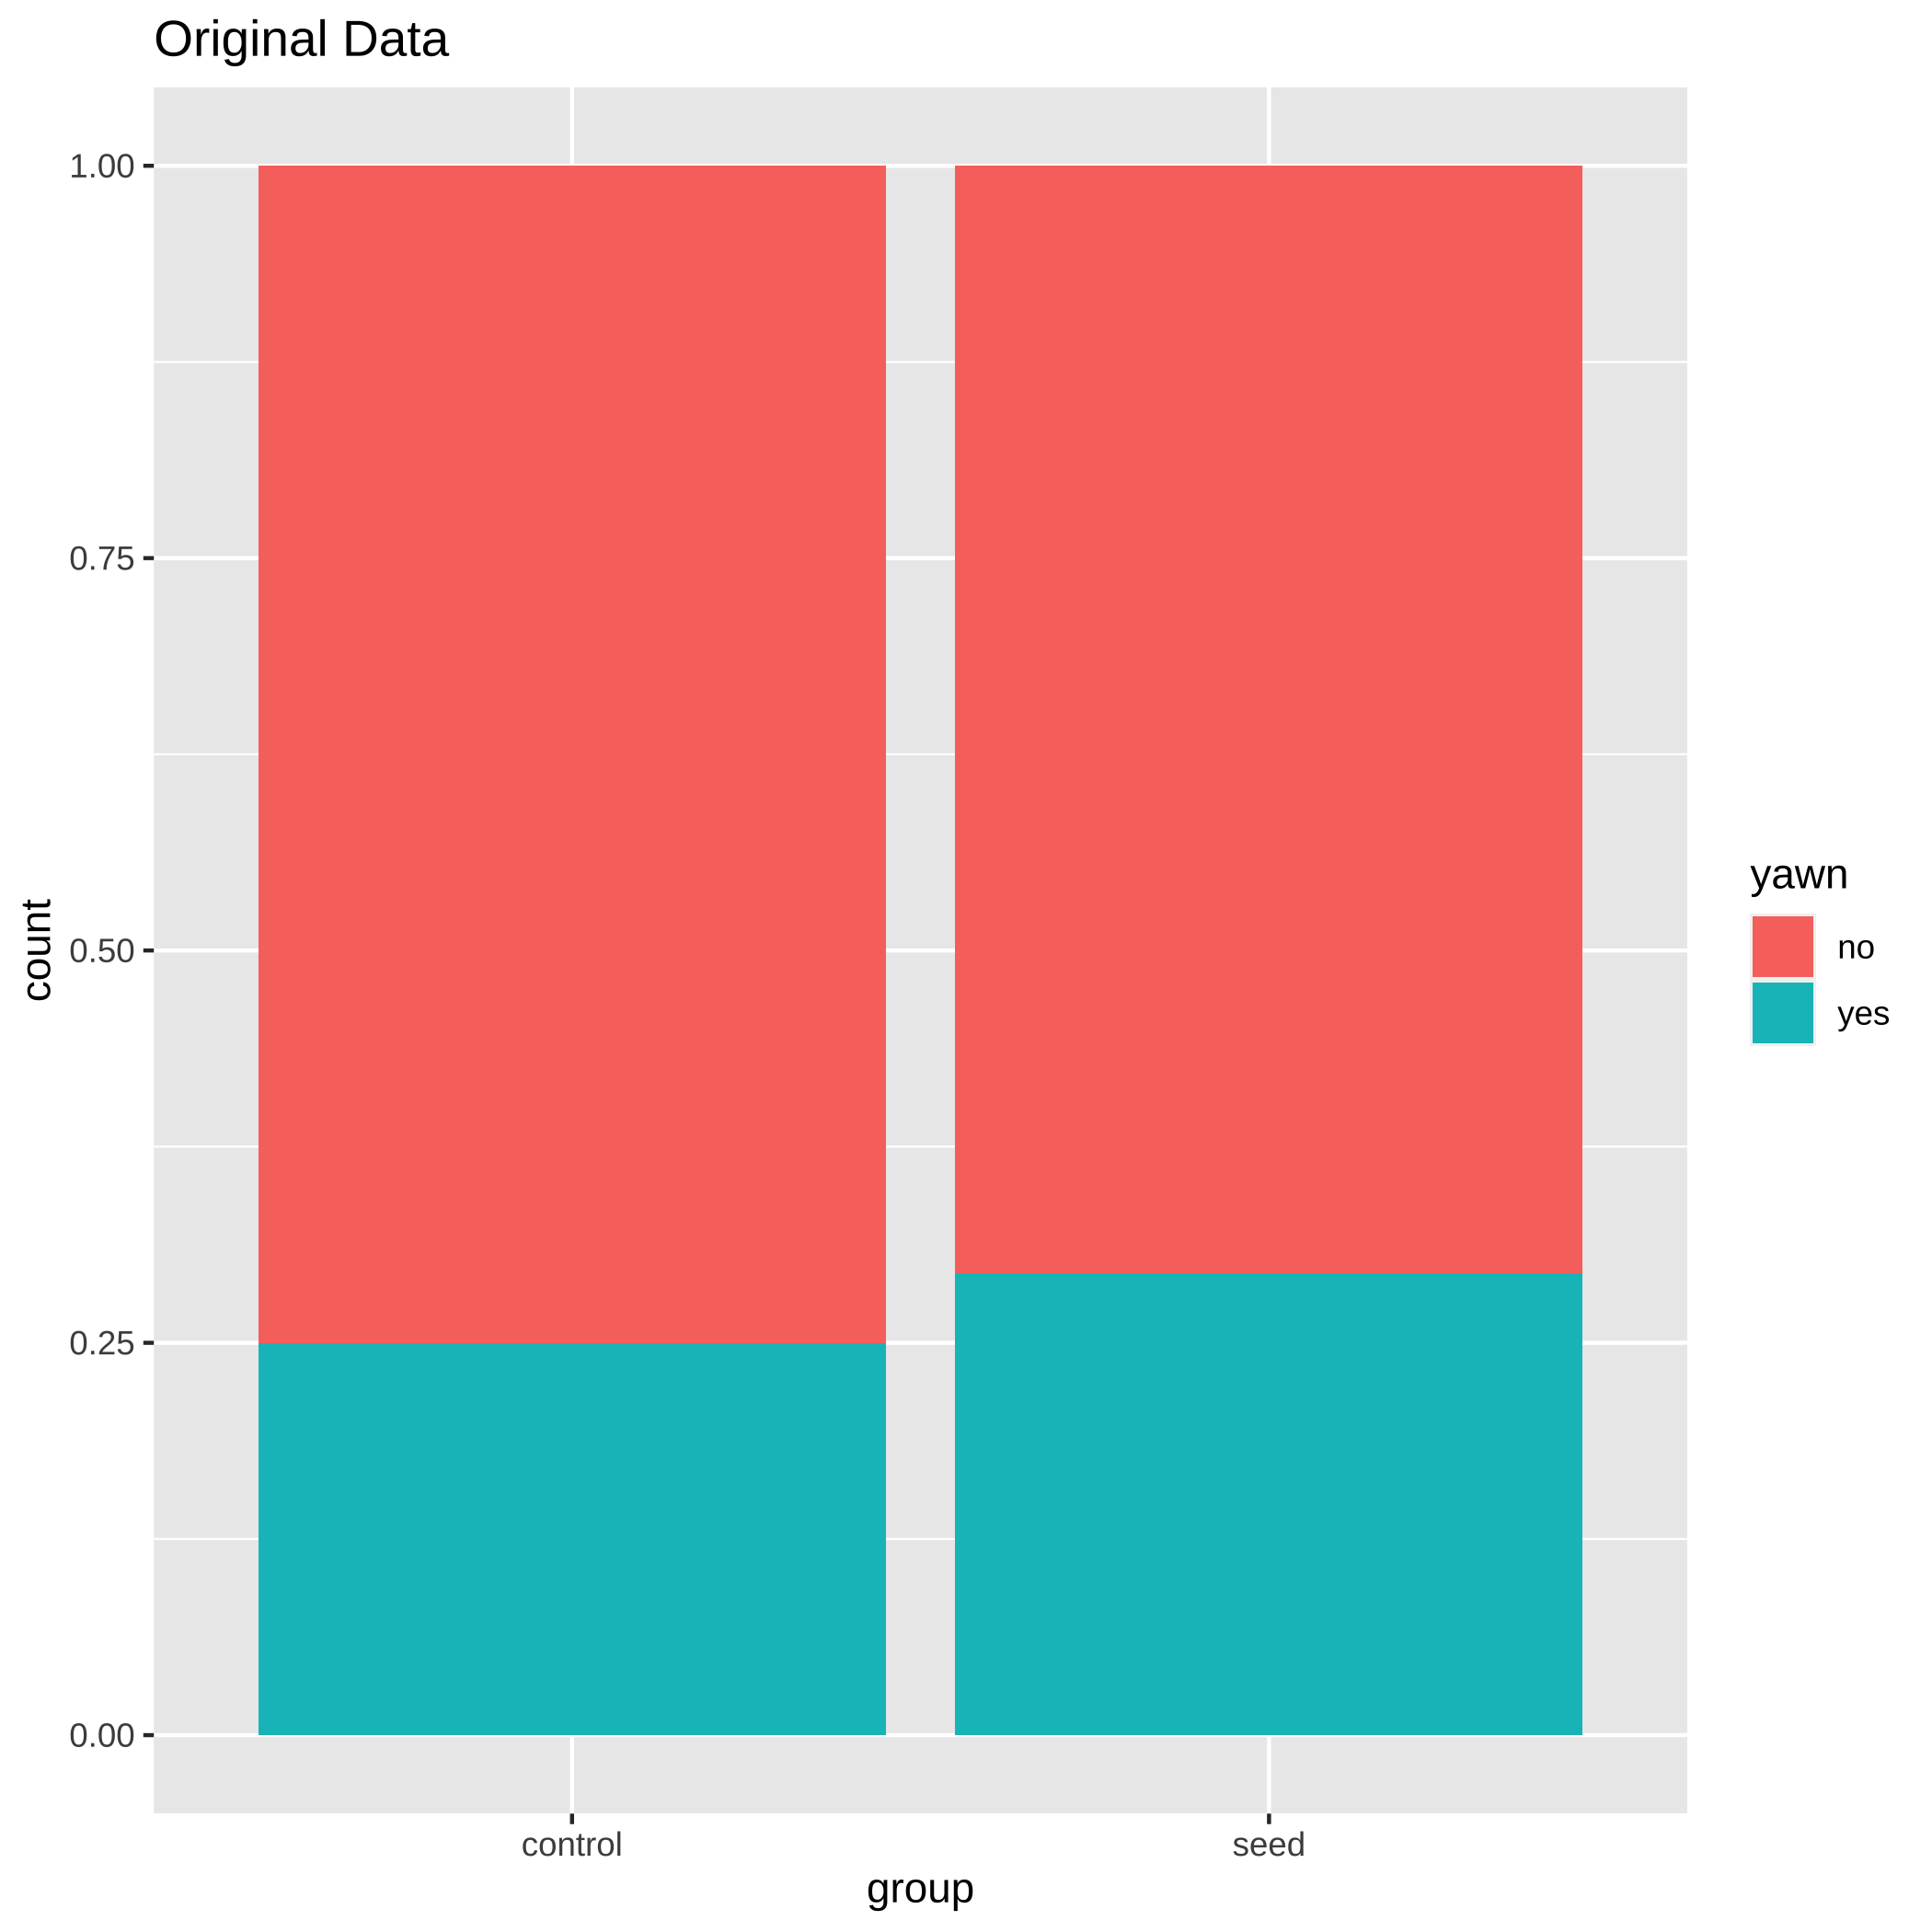 Original Data
1.00
0.75
0.50
0.25
0.00
count
control
seed
group
yawn
no
yes